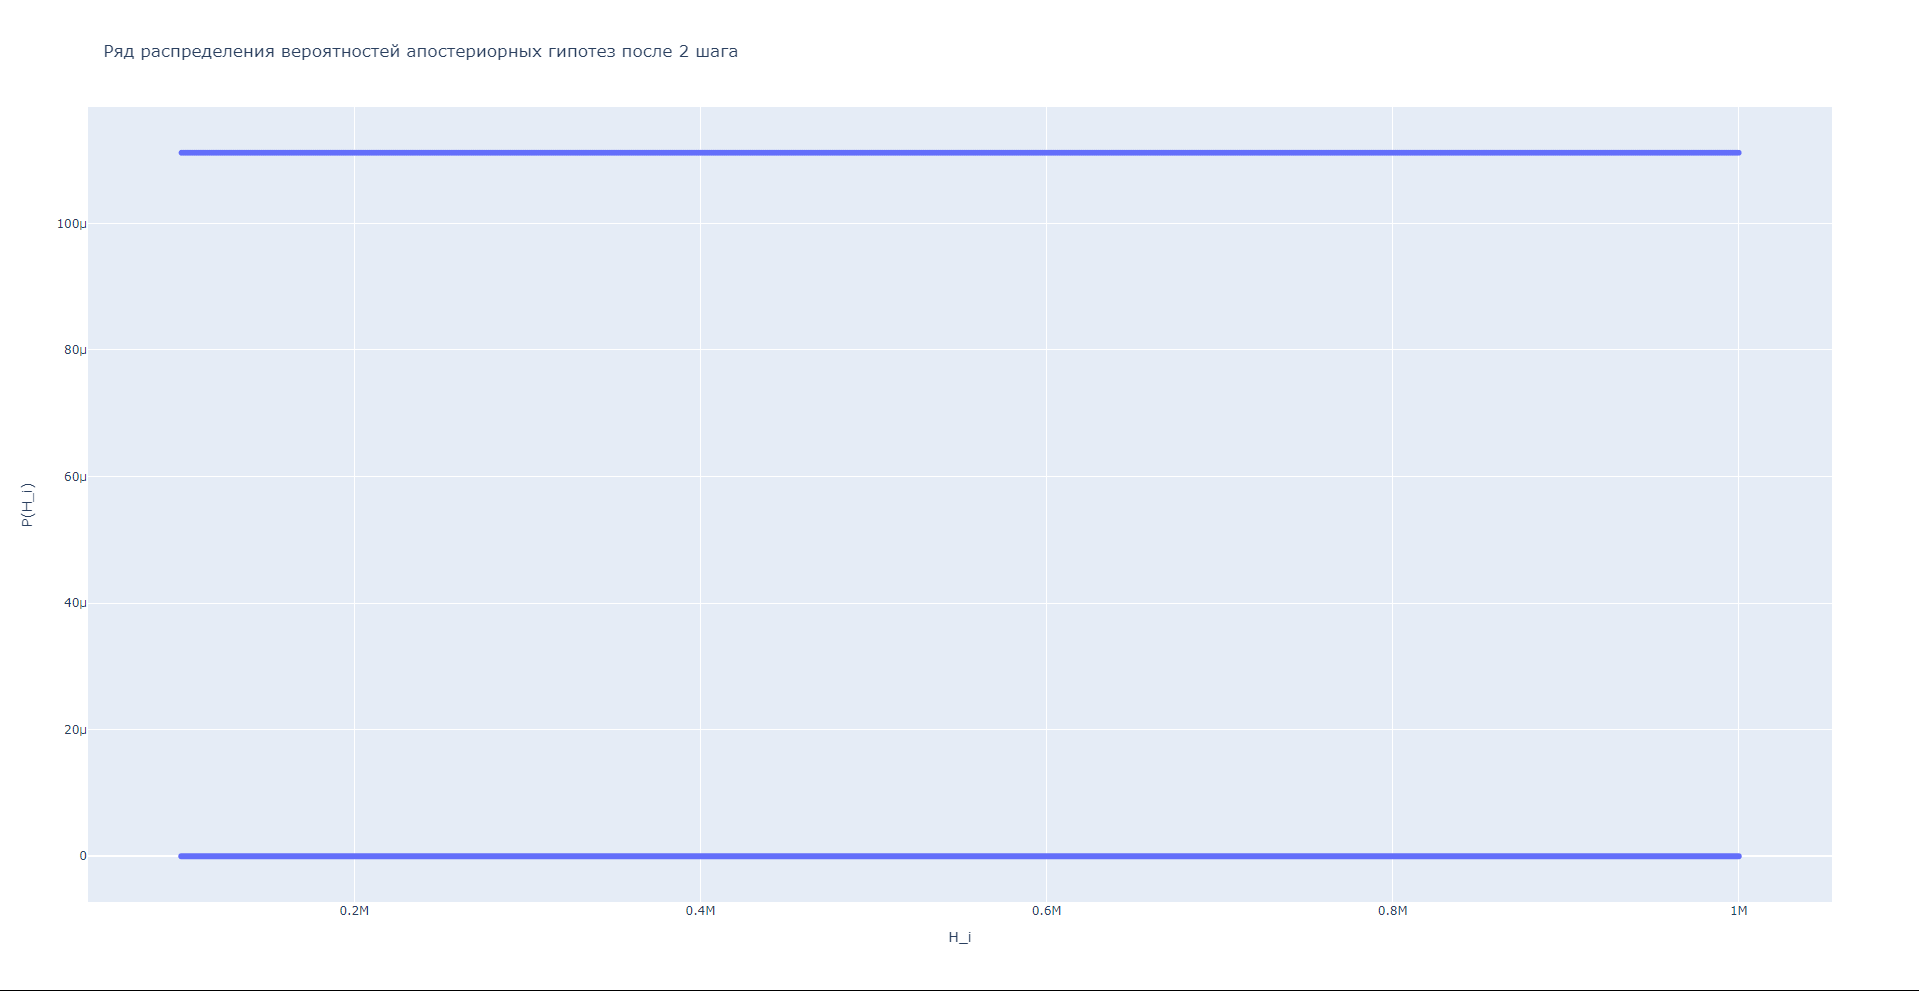 Ряд распределения вероятностей апостериорных гипотез после 2 шага
100μ
80μ
60μ
40μ
20μ
0
P(H_i)
0.2M
0.4M
0.6M
0.8M
1M
H_i